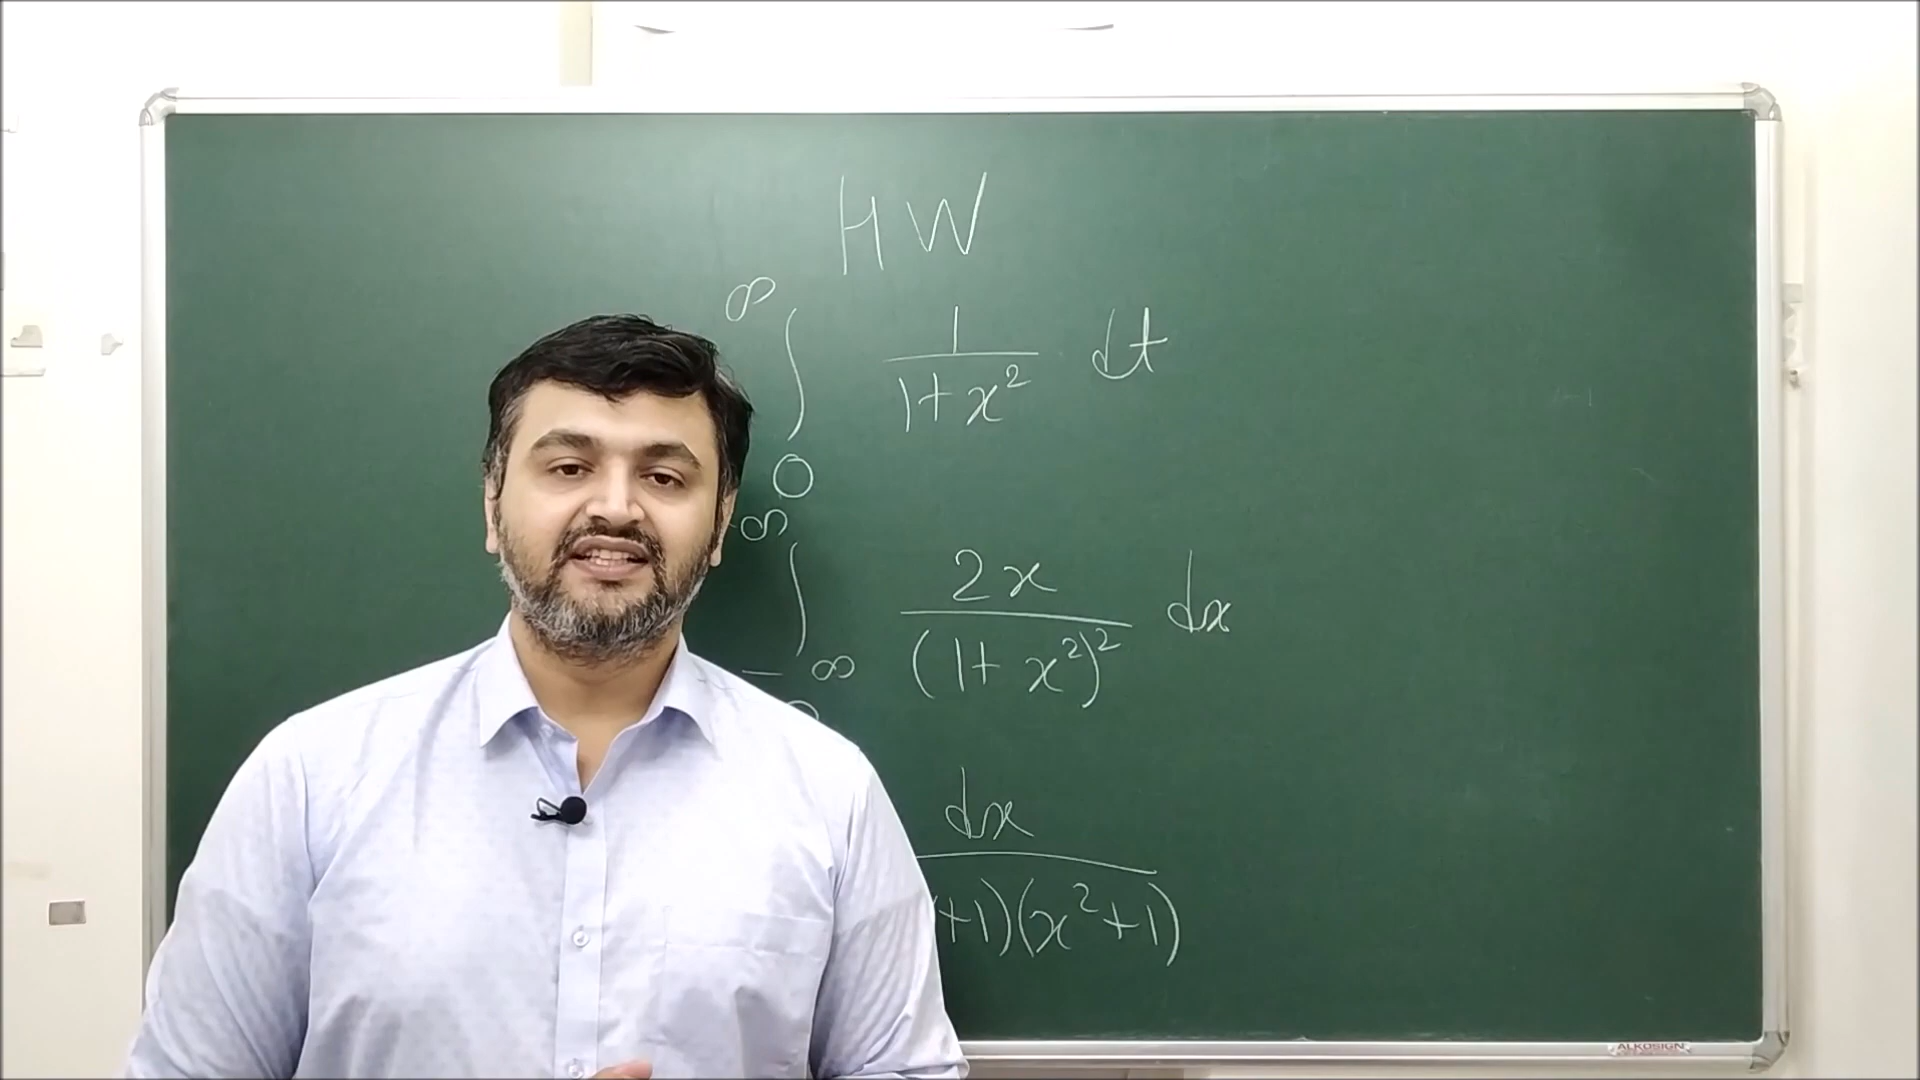 HW
∞ ∫ 0 1/(1+x²) dt
∞ ∫ -∞ 2x/(1+x²)² dx
dx/+1)(x²+1)
ALKOSIGN